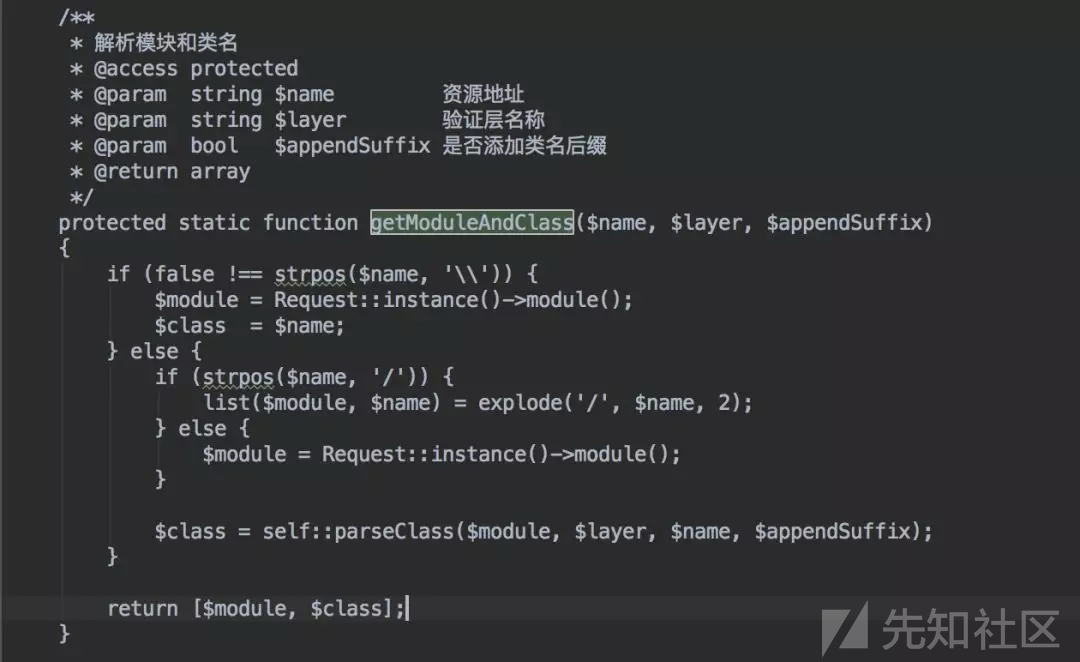 /**
 * 解析模块和类名
 * @access protected
 * @param  string $name         资源地址
 * @param  string $layer        验证层名称
 * @param  bool   $appendSuffix 是否添加类名后缀
 * @return array
 */
protected static function getModuleAndClass($name, $layer, $appendSuffix)
{
    if (false !== strpos($name, '\\')) {
        $module = Request::instance()->module();
        $class  = $name;
    } else {
        if (strpos($name, '/')) {
            list($module, $name) = explode('/', $name, 2);
        } else {
            $module = Request::instance()->module();
        }

        $class = self::parseClass($module, $layer, $name, $appendSuffix);
    }

    return [$module, $class];
}
先知社区